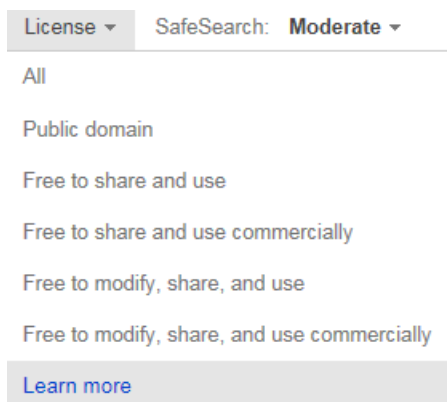 License SafeSearch: Moderate
All
Public domain
Free to share and use
Free to share and use commercially
Free to modify, share, and use
Free to modify, share, and use commercially
Learn more